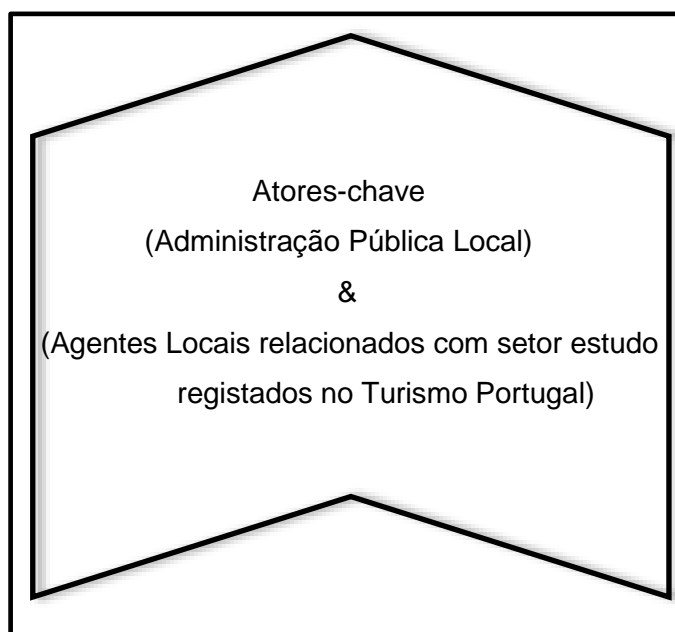 Atores-chave
(Administração Pública Local)
&
(Agentes Locais relacionados com setor estudo
registados no Turismo Portugal)